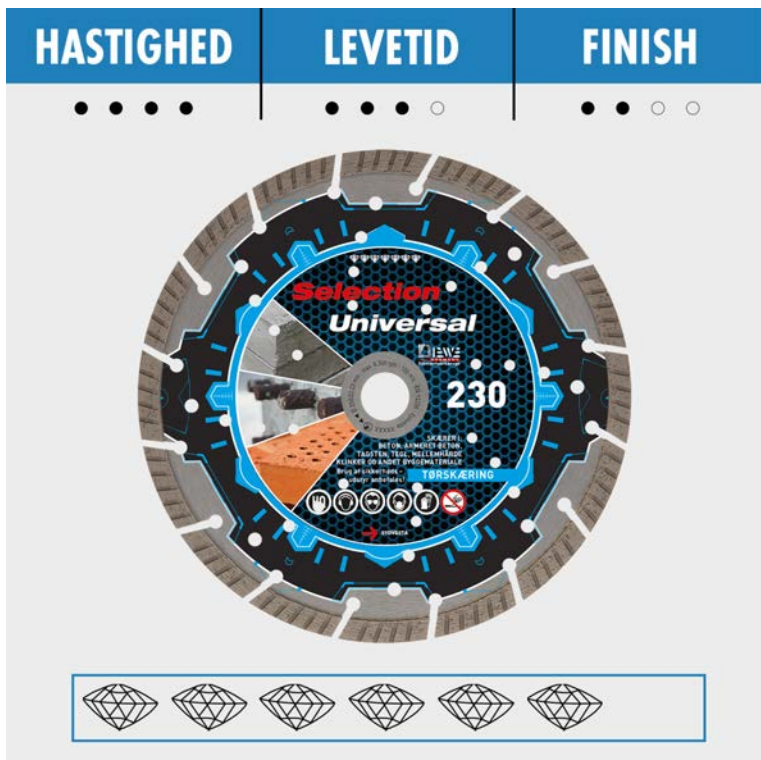 HASTIGHED
LEVETID
FINISH
Selection
Universal
230
SKÆRER I
BETON, ARMERET BETON,
TAGSTEN, TEGL, MELLEMHÅRDE
KLINKER OG ANDET BYGGEMATERIALE
TØRSKÆRING